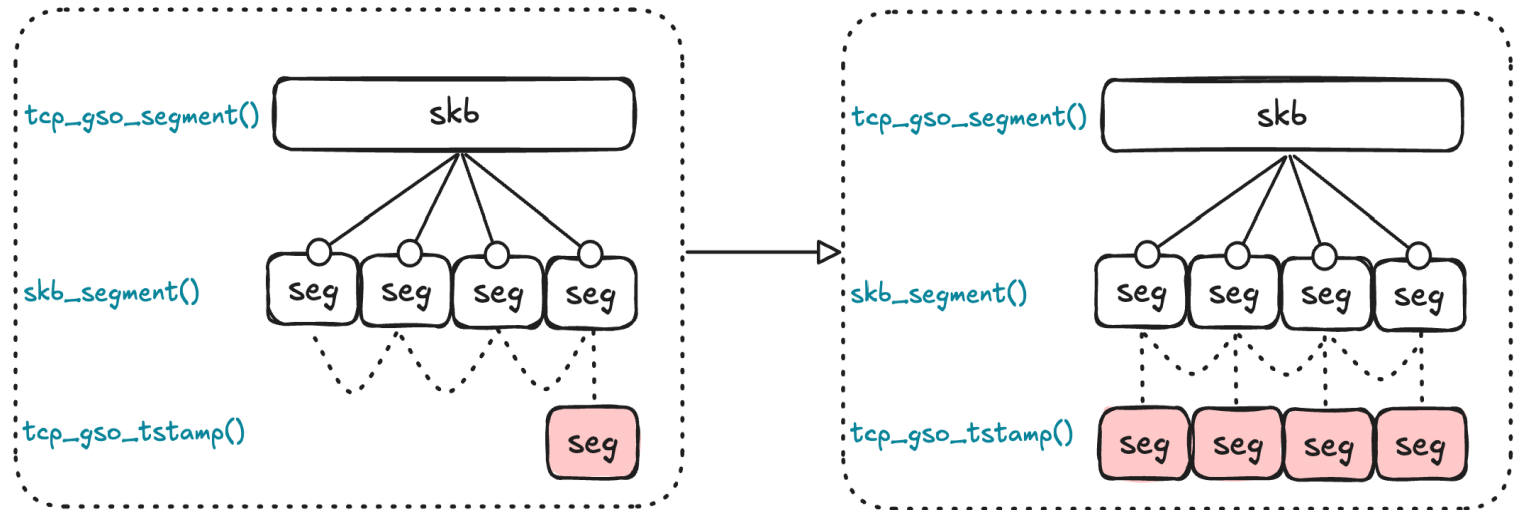 tcp_gso_segment()
skb
skb_segment()
seg seg seg seg
tcp_gso_tstamp()
seg
tcp_gso_segment()
skb
skb_segment()
seg seg seg seg
tcp_gso_tstamp()
seg seg seg seg